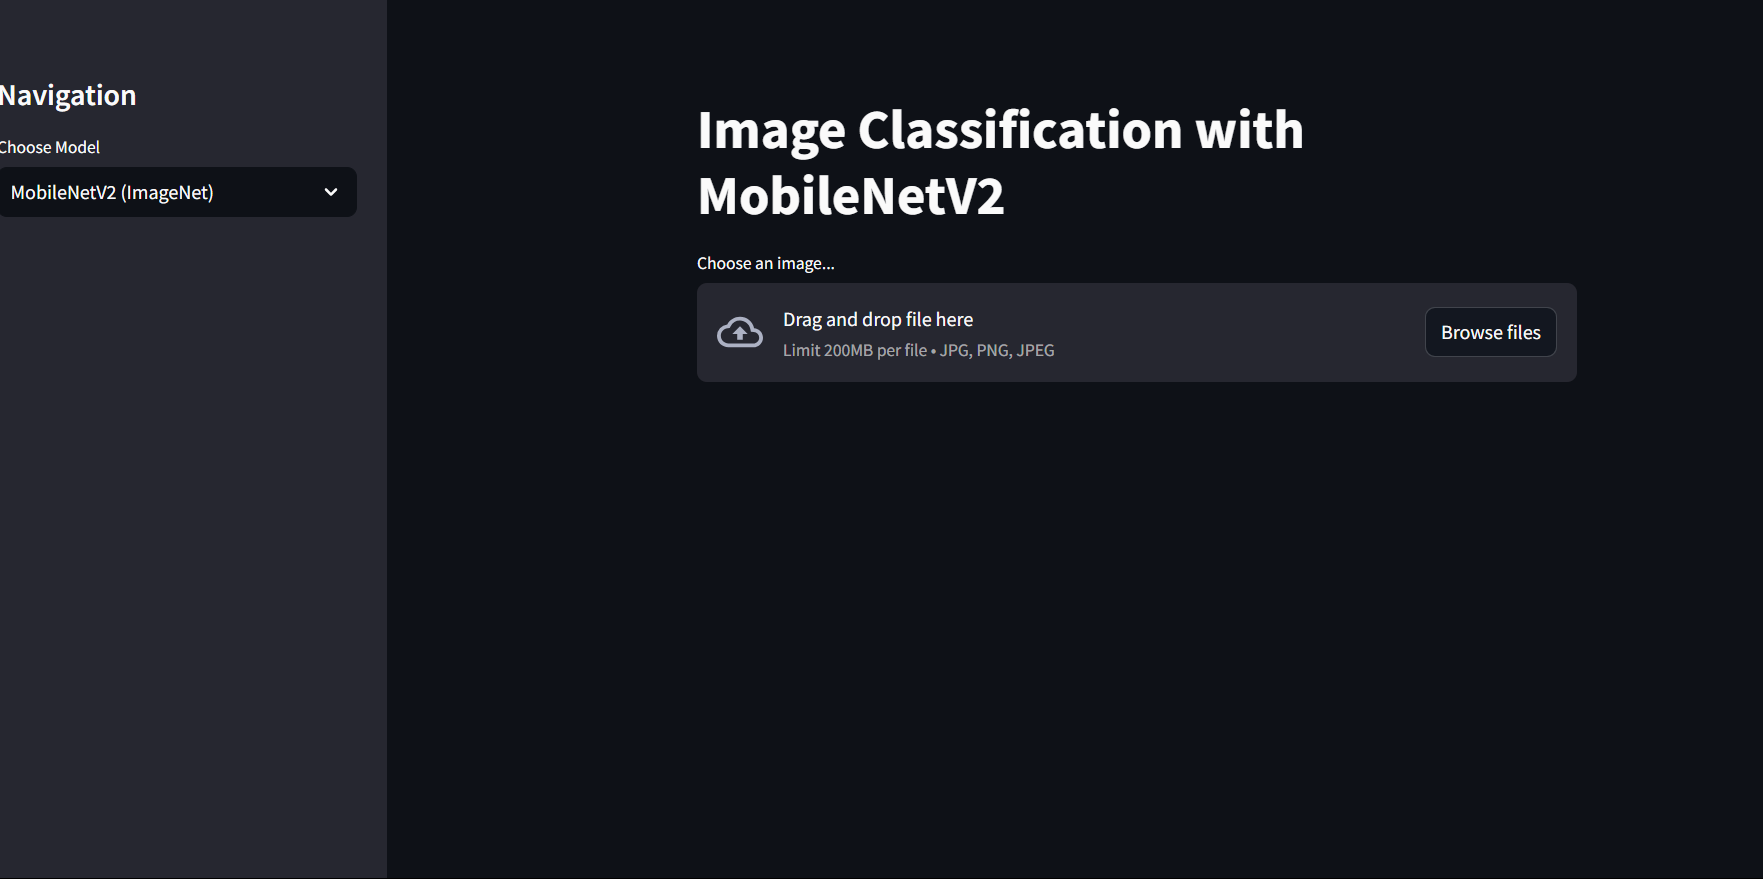 Navigation
Choose Model
MobileNetV2 (ImageNet)
Image Classification with
MobileNetV2
Choose an image...
Drag and drop file here
Limit 200MB per file • JPG, PNG, JPEG
Browse files